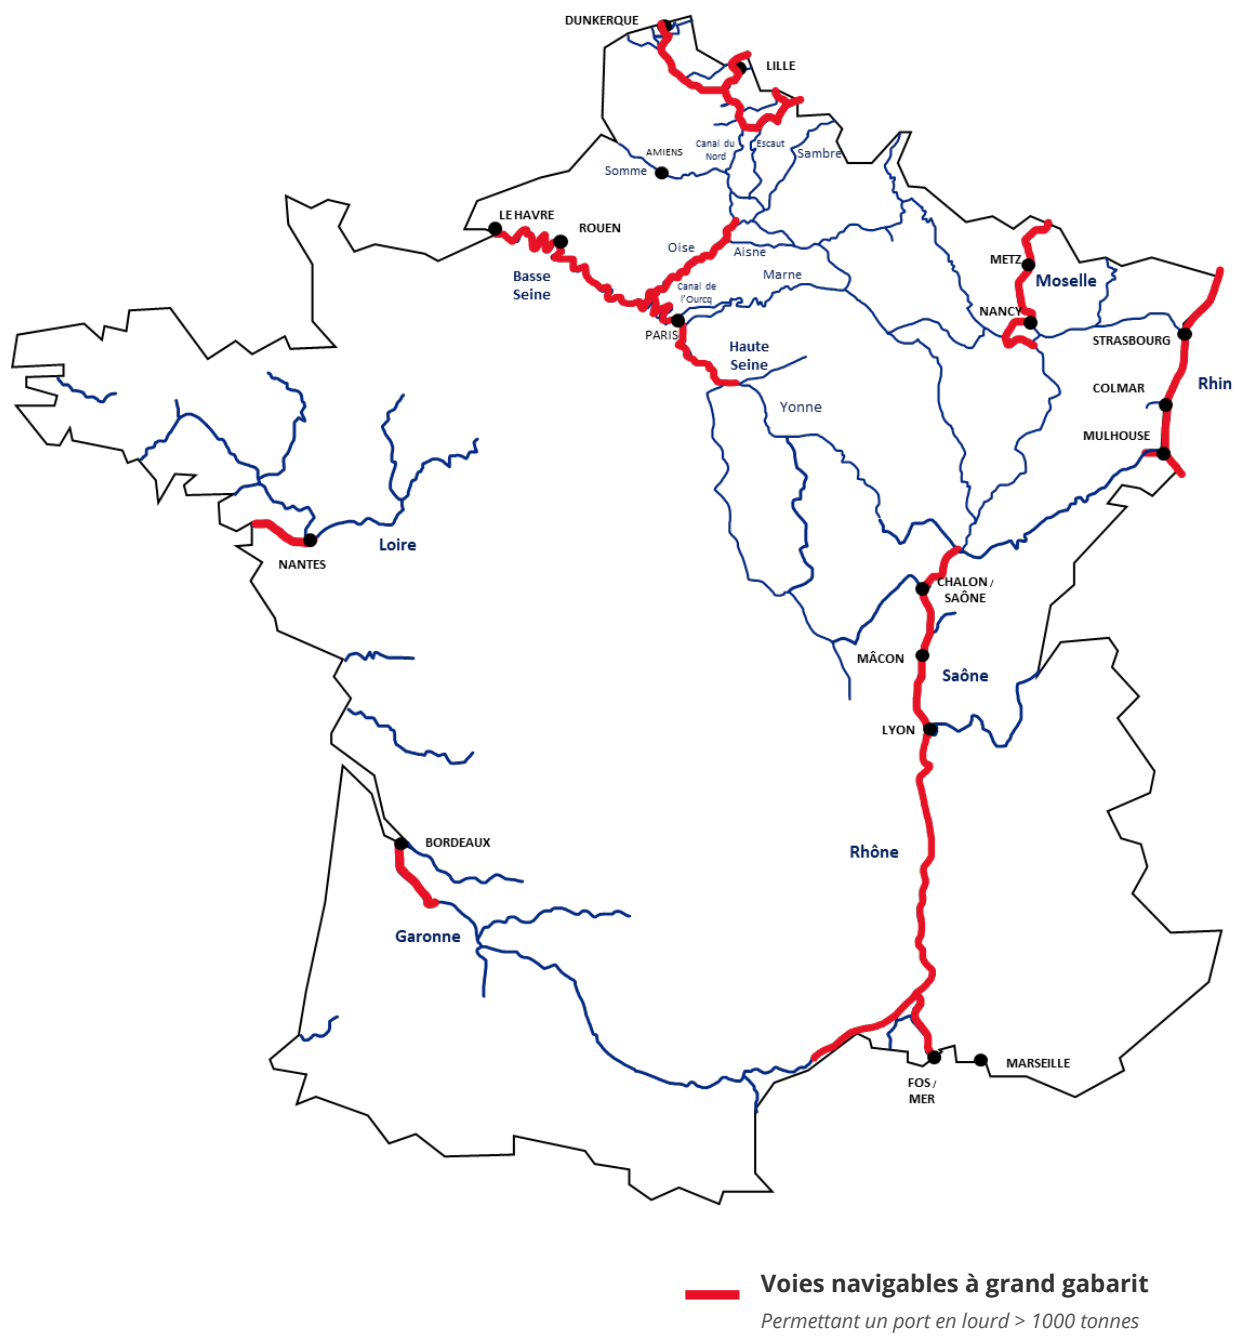 DUNKERQUE
LILLE
Canal du
Nord
Escaut
Sambre
AMIENS
Somme
LE HAVRE
ROUEN
Oise
Aisne
METZ
Moselle
Basse
Seine
Marne
Canal de
l'Ourcq
NANCY
PARIS
STRASBOURG
Haute
Seine
COLMAR
Rhin
Yonne
MULHOUSE
Loire
NANTES
CHALON /
SAÔNE
MÂCON
Saône
LYON
BORDEAUX
Rhône
Garonne
MARSEILLE
FOS /
MER
Voies navigables à grand gabarit
Permettant un port en lourd > 1000 tonnes